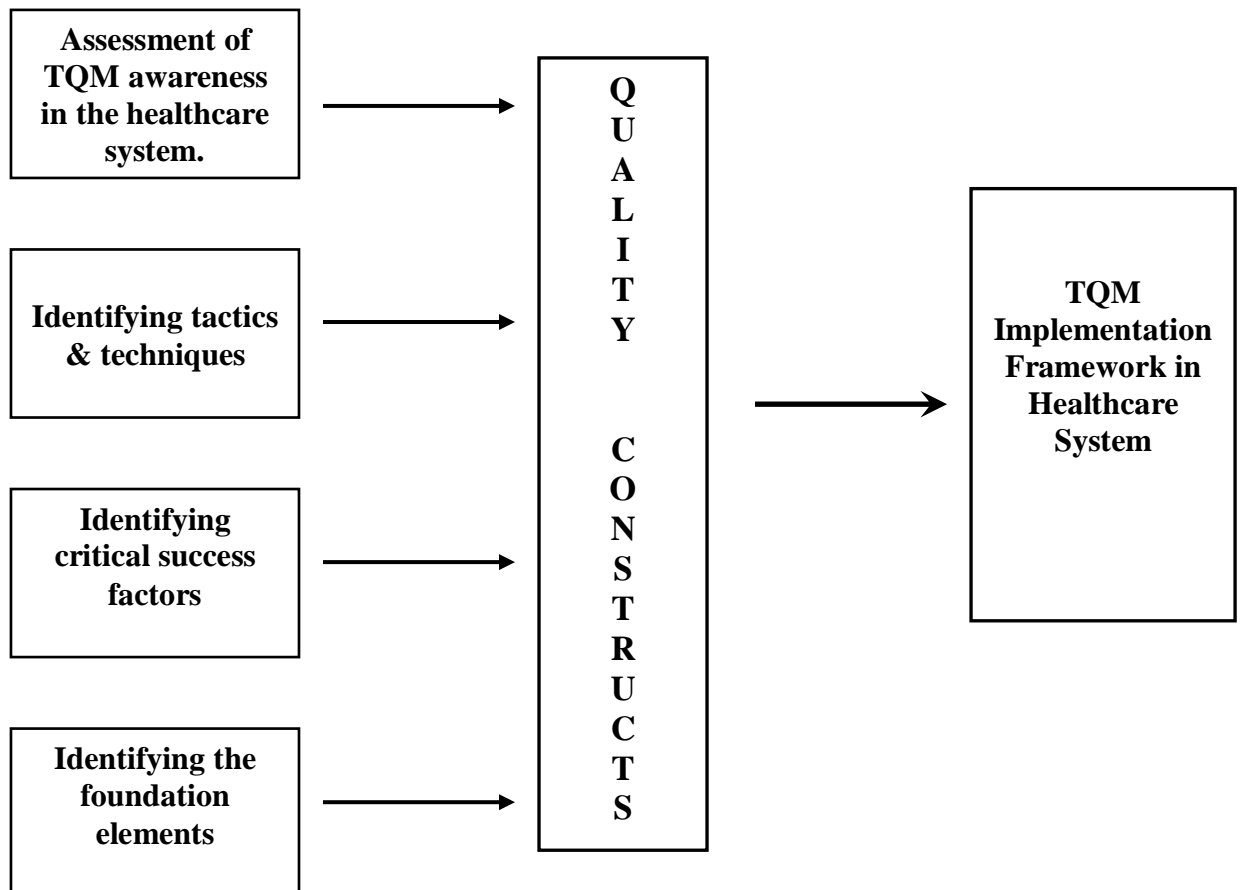 Assessment of
TQM awareness
in the healthcare
system.
Identifying tactics
& techniques
Identifying
critical success
factors
Identifying the
foundation
elements
Q
U
A
L
I
T
Y
C
O
N
S
T
R
U
C
T
S
TQM
Implementation
Framework in
Healthcare
System